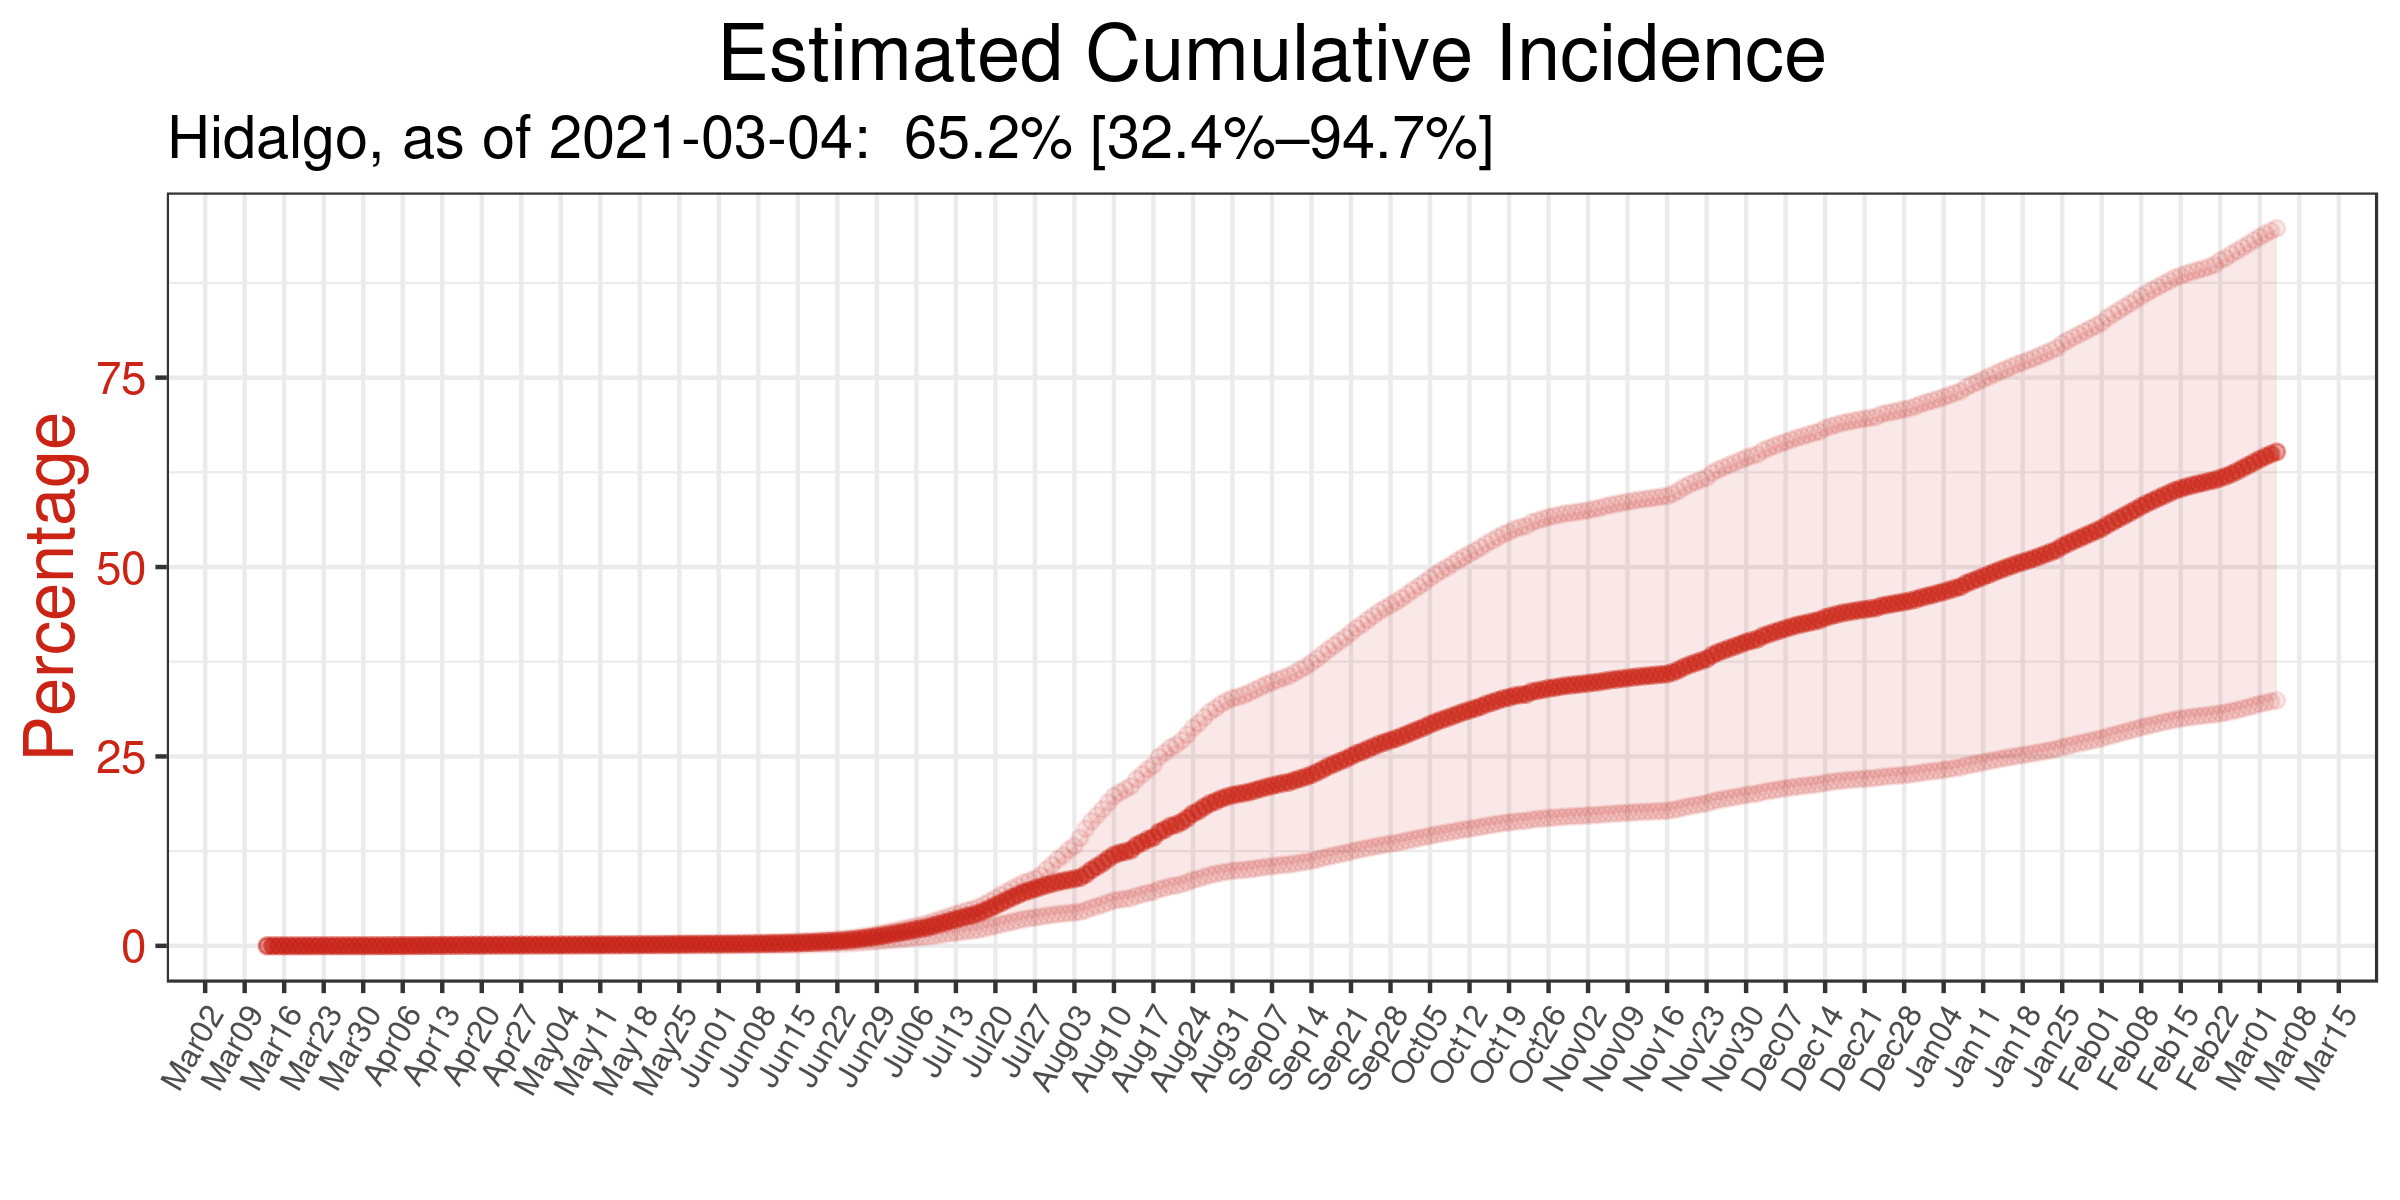 Estimated Cumulative Incidence
Hidalgo, as of 2021-03-04:  65.2% [32.4%–94.7%]
Percentage
75
50
25
0
Mar02
Mar09
Mar16
Mar23
Mar30
Apr06
Apr13
Apr20
Apr27
May04
May11
May18
May25
Jun01
Jun08
Jun15
Jun22
Jun29
Jul06
Jul13
Jul20
Jul27
Aug03
Aug10
Aug17
Aug24
Aug31
Sep07
Sep14
Sep21
Sep28
Oct05
Oct12
Oct19
Oct26
Nov02
Nov09
Nov16
Nov23
Nov30
Dec07
Dec14
Dec21
Dec28
Jan04
Jan11
Jan18
Jan25
Feb01
Feb08
Feb15
Feb22
Mar01
Mar08
Mar15